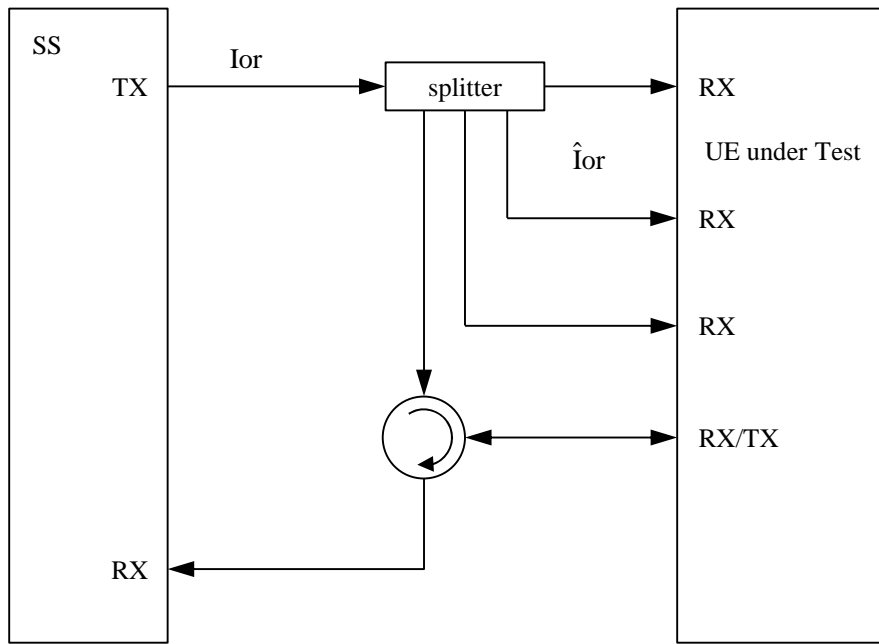 SS
Ior
TX
splitter
RX
UE under Test
Îor
RX
RX
RX/TX
RX